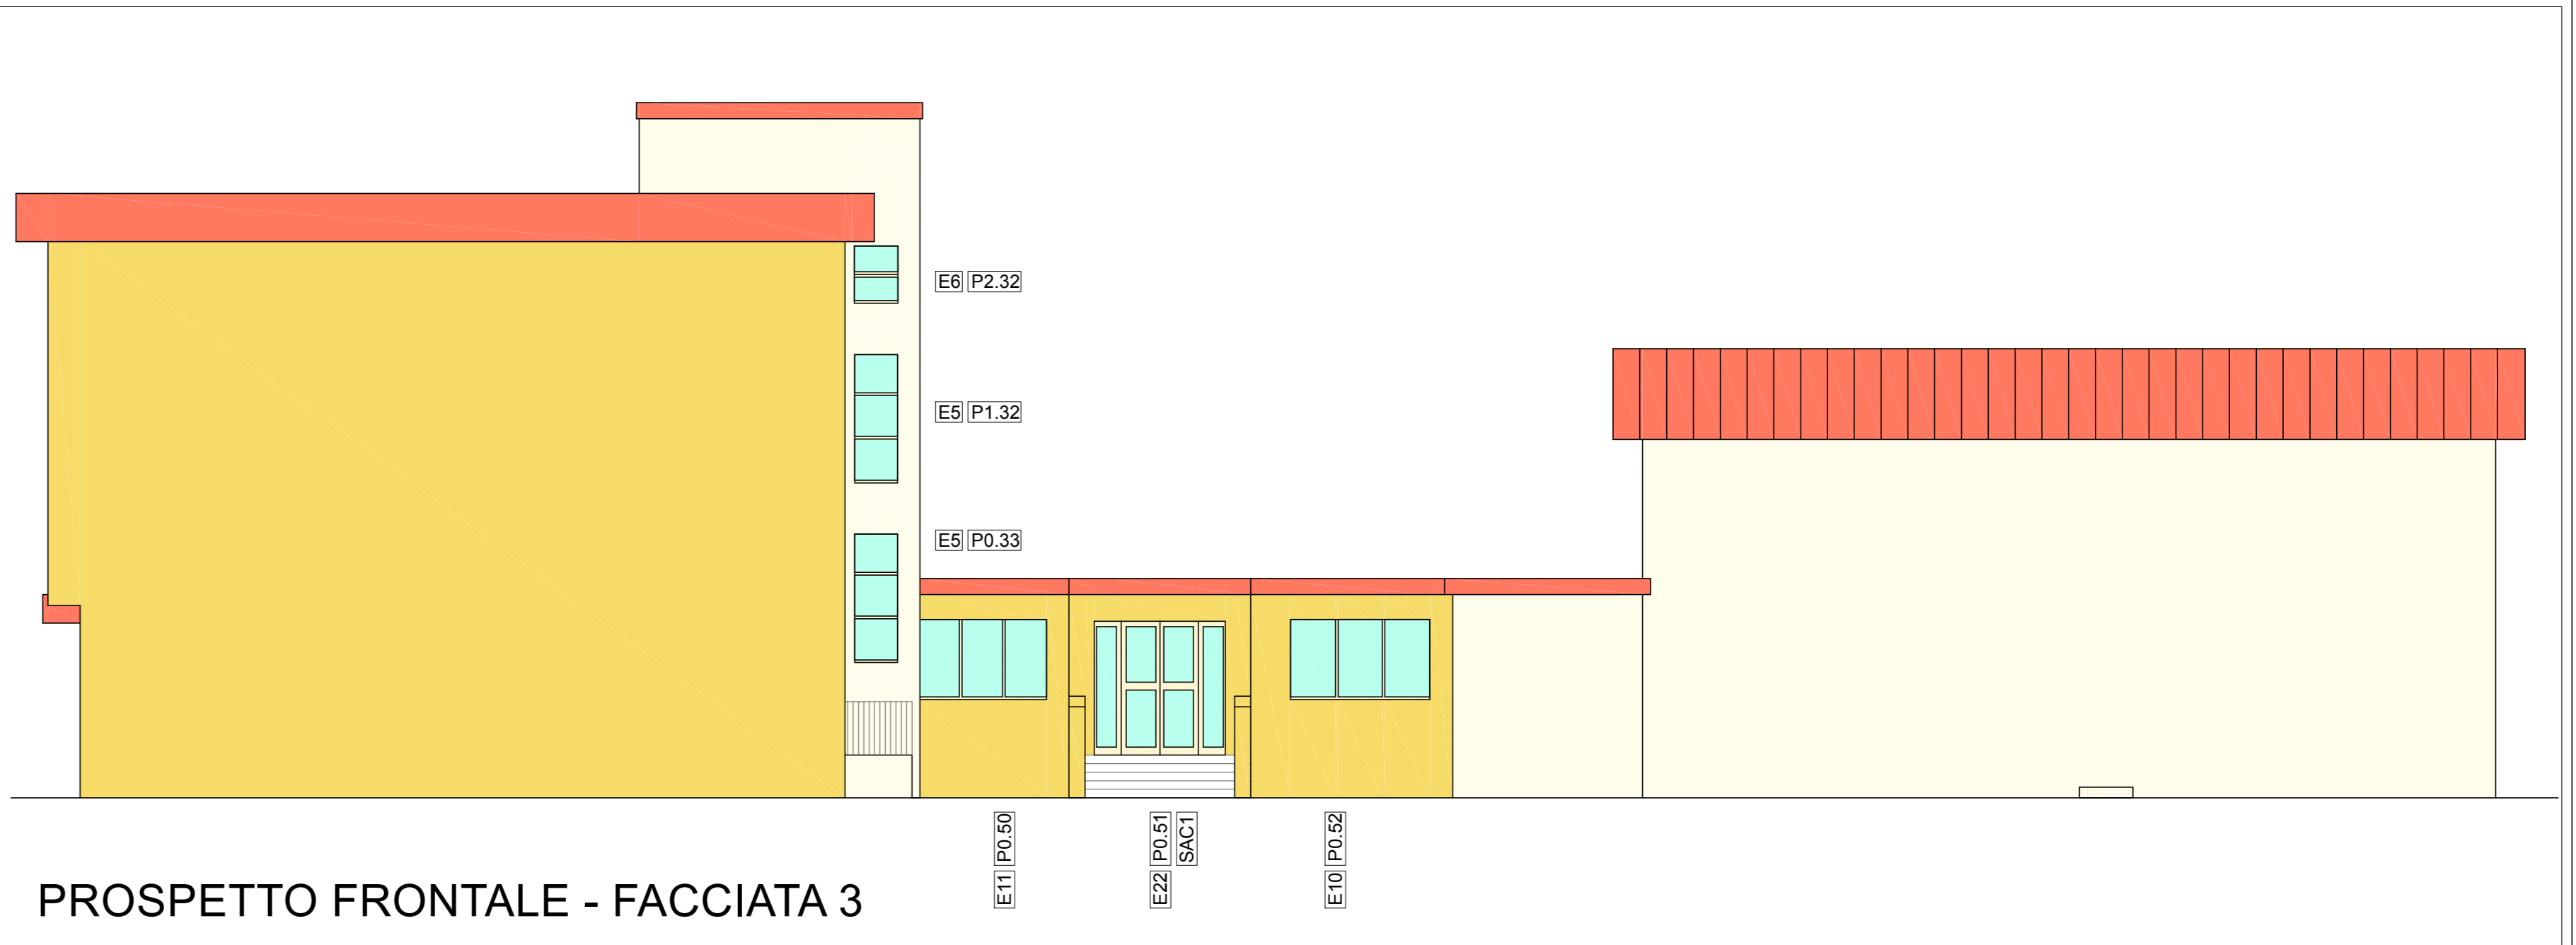 E6 P2.32
E5 P1.32
E5 P0.33
E11 P0.50
E22 P0.51
SAC1
E10 P0.52
PROSPETTO FRONTALE - FACCIATA 3